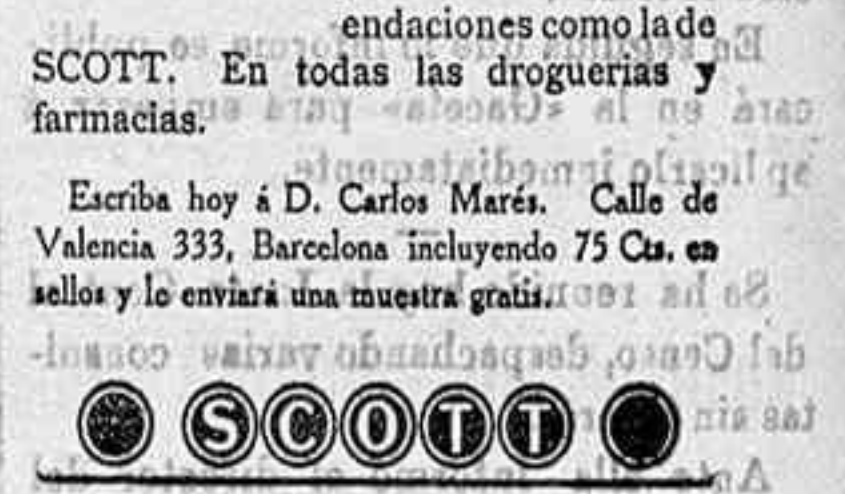 endaciones como la de
SCOTT. En todas las droguerias y
farmacias.
Escriba hoy á D. Carlos Marés. Calle de
Valencia 333, Barcelona incluyendo 75 Cts. en
sellos y le enviará una muestra gratis.
SCOTT